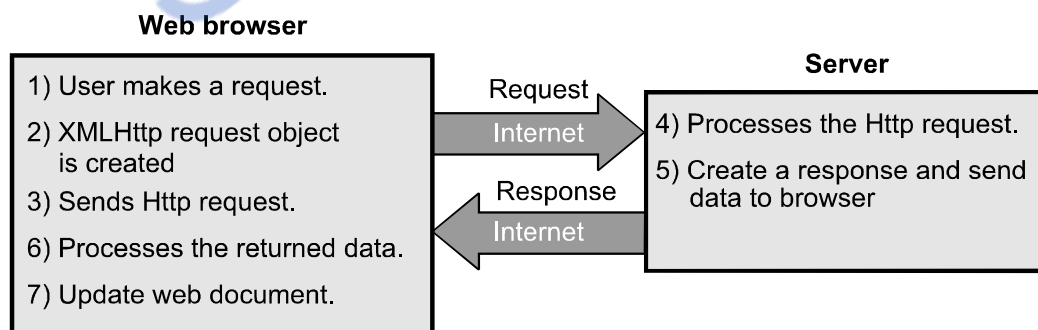 Web browser
1) User makes a request.
2) XMLHttp request object
is created
3) Sends Http request.
6) Processes the returned data.
7) Update web document.
Request
Internet
Response
Internet
Server
4) Processes the Http request.
5) Create a response and send
data to browser